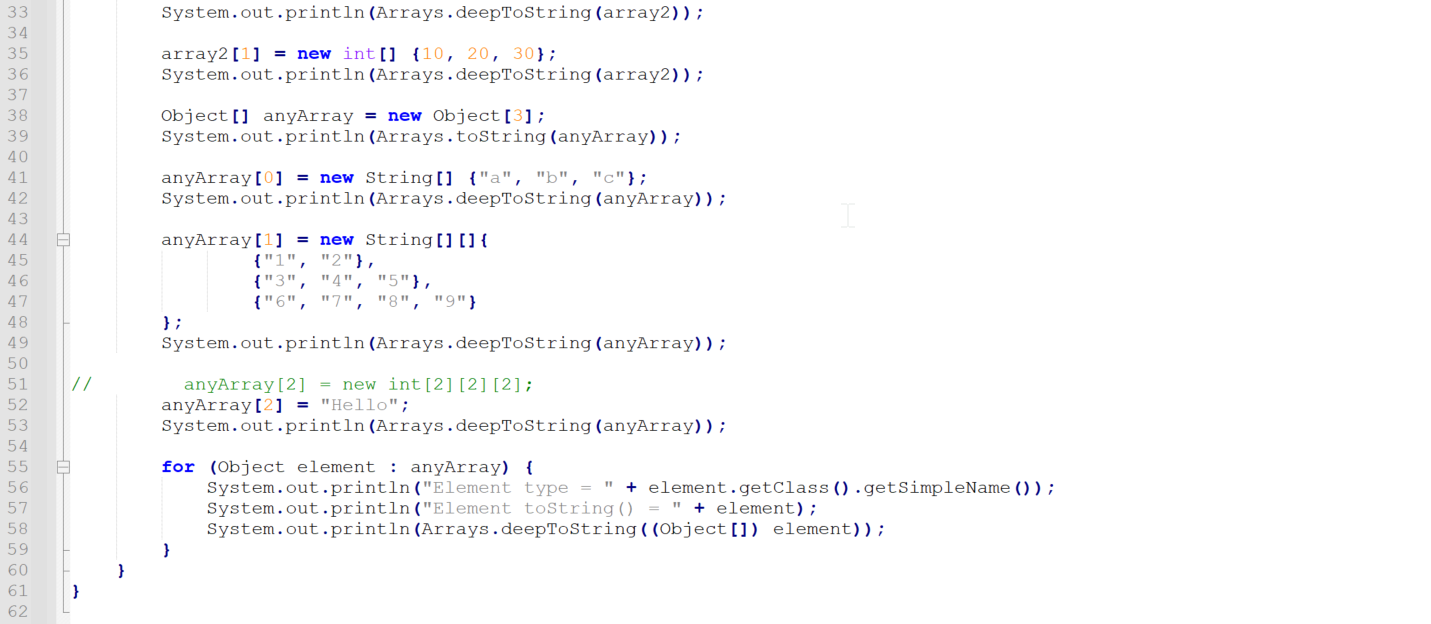 33 System.out.println(Arrays.deepToString(array2));
34
35 array2[1] = new int[] {10, 20, 30};
36 System.out.println(Arrays.deepToString(array2));
37
38 Object[] anyArray = new Object[3];
39 System.out.println(Arrays.toString(anyArray));
40
41 anyArray[0] = new String[] {"a", "b", "c"};
42 System.out.println(Arrays.deepToString(anyArray));
43
44 anyArray[1] = new String[][]{
45 {"1", "2"},
46 {"3", "4", "5"},
47 {"6", "7", "8", "9"}
48 };
49 System.out.println(Arrays.deepToString(anyArray));
50
51 // anyArray[2] = new int[2][2][2];
52 anyArray[2] = "Hello";
53 System.out.println(Arrays.deepToString(anyArray));
54
55 for (Object element : anyArray) {
56 System.out.println("Element type = " + element.getClass().getSimpleName());
57 System.out.println("Element toString() = " + element);
58 System.out.println(Arrays.deepToString((Object[]) element));
59 }
60 }
61 }
62